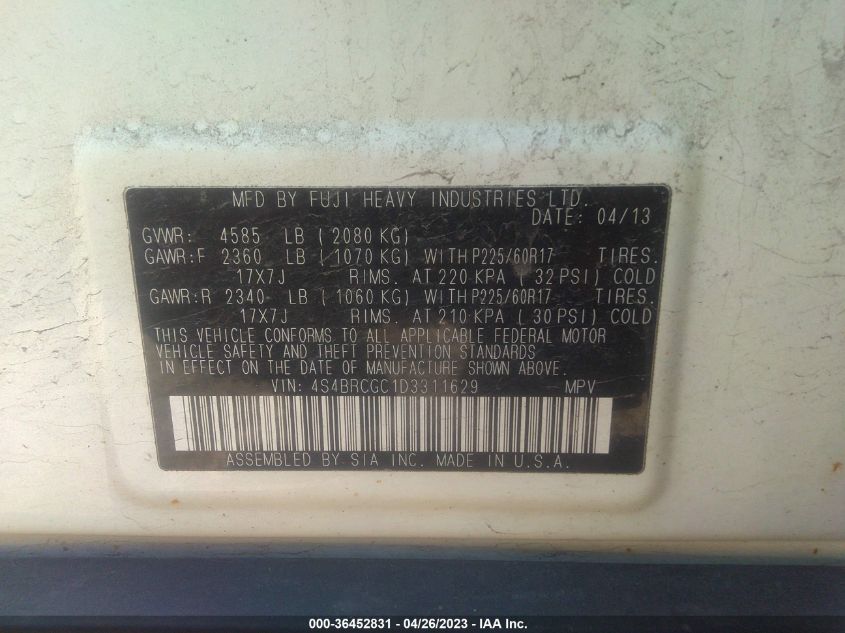 MFD BY FUJI HEAVY INDUSTRIES LTD.
DATE: 04/13
GVWR: 4585 LB (2080 KG)
GAWR:F 2360 LB (1070 KG) WITH P225/60R17 TIRES.
17X7J RIMS. AT 220 KPA (32 PSI) COLD
GAWR:R 2340 LB (1060 KG) WITH P225/60R17 TIRES.
17X7J RIMS. AT 210 KPA (30 PSI) COLD
THIS VEHICLE CONFORMS TO ALL APPLICABLE FEDERAL MOTOR
VEHICLE SAFETY AND THEFT PREVENTION STANDARDS
IN EFFECT ON THE DATE OF MANUFACTURE SHOWN ABOVE.
VIN: 4S4BRCGC1D3311629 MPV
ASSEMBLED BY SIA INC. MADE IN U.S.A.
000-36452831 - 04/26/2023 - IAA Inc.